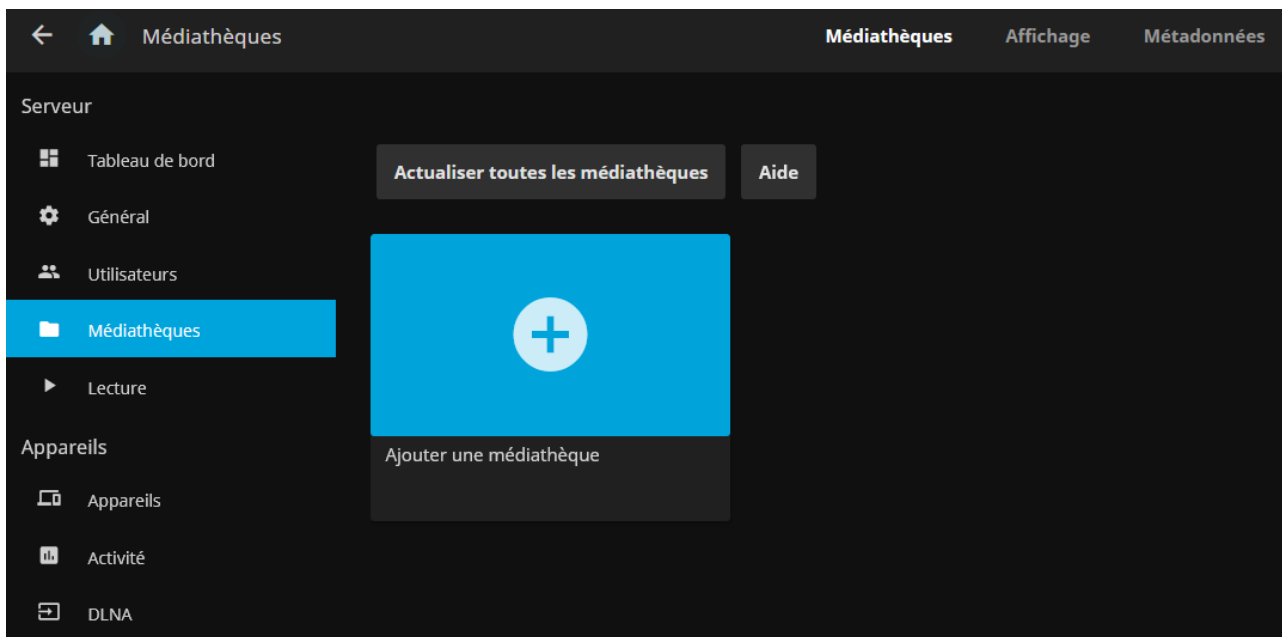 Médiathèques
Médiathèques Affichage Métadonnées
Serveur
Tableau de bord
Général
Utilisateurs
Médiathèques
Lecture
Appareils
Appareils
Activité
DLNA
Actualiser toutes les médiathèques
Aide
Ajouter une médiathèque